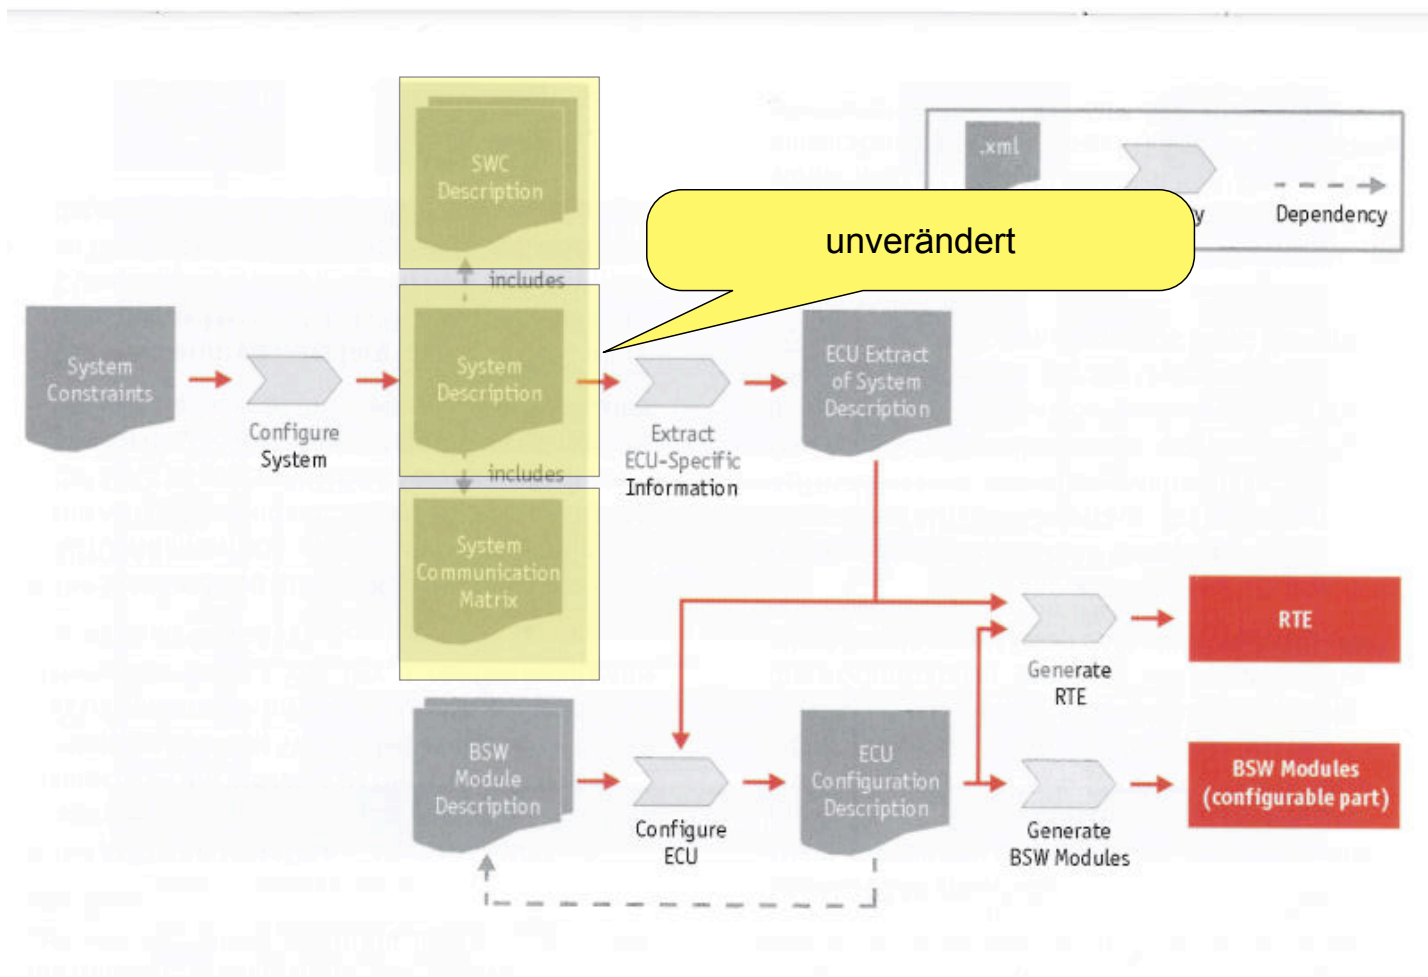 SWC
Description
.xml
y
Dependency
unverändert
includes
System
Constraints
Configure
System
System
Description
Extract
ECU-Specific
Information
ECU Extract
of System
Description
includes
System
Communication
Matrix
Generate
RTE
RTE
BSW
Module
Description
Configure
ECU
ECU
Configuration
Description
Generate
BSW Modules
BSW Modules
(configurable part)